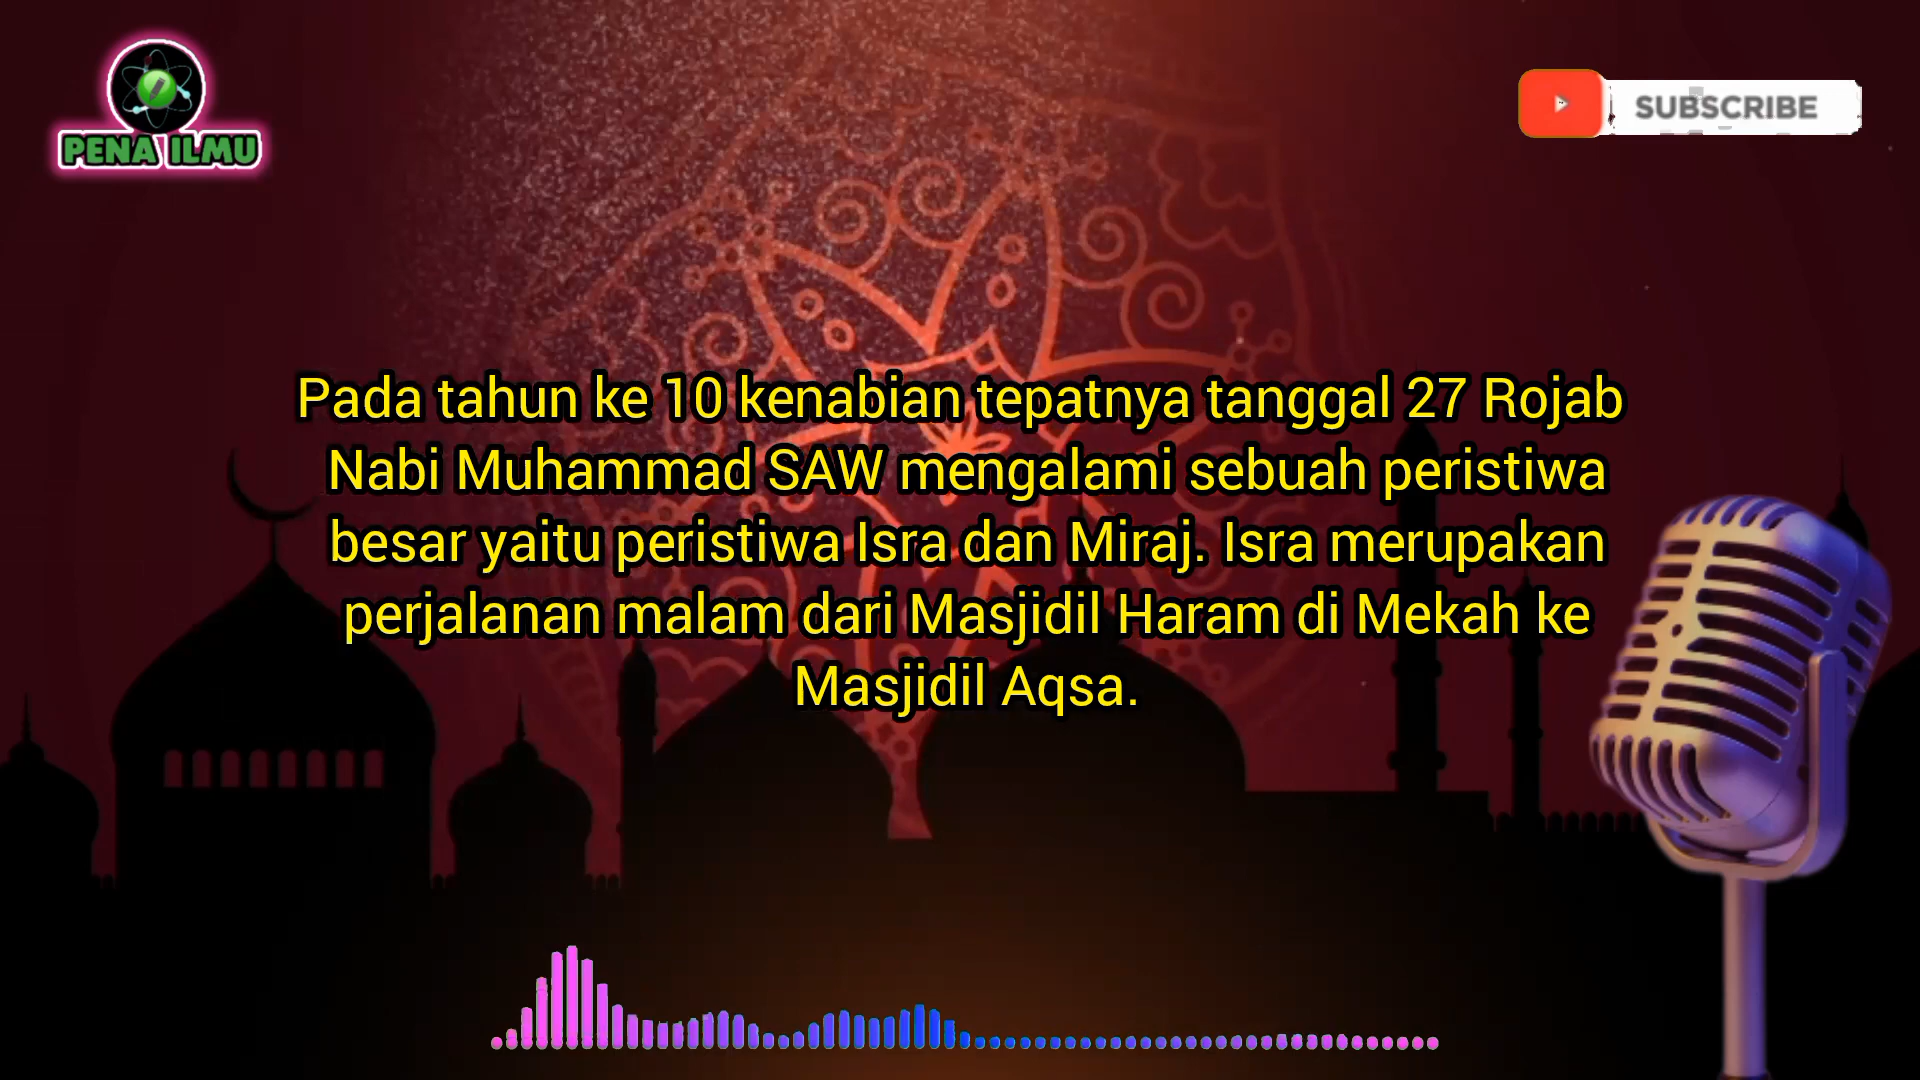 PENA ILMU
SUBSCRIBE
Pada tahun ke 10 kenabian tepatnya tanggal 27 Rojab
Nabi Muhammad SAW mengalami sebuah peristiwa
besar yaitu peristiwa Isra dan Miraj. Isra merupakan
perjalanan malam dari Masjidil Haram di Mekah ke
Masjidil Aqsa.